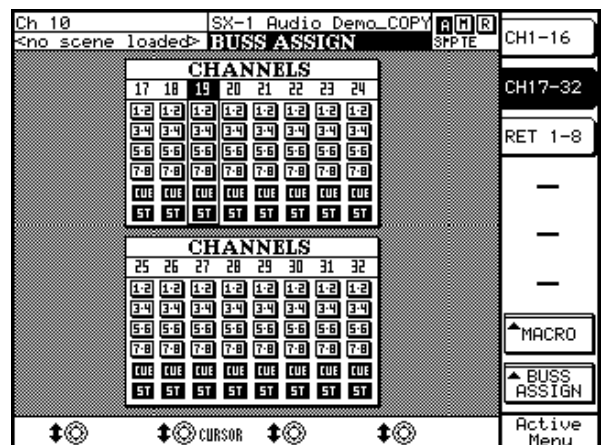 Ch 10 SX-1 Audio Demo_COPY A M R
<no scene loaded> BUSS ASSIGN SMPTE
CH1-16
CH17-32
RET 1-8
CHANNELS
17 18 19 20 21 22 23 24
1-2 1-2 1-2 1-2 1-2 1-2 1-2 1-2
3-4 3-4 3-4 3-4 3-4 3-4 3-4 3-4
5-6 5-6 5-6 5-6 5-6 5-6 5-6 5-6
7-8 7-8 7-8 7-8 7-8 7-8 7-8 7-8
CUE CUE CUE CUE CUE CUE CUE CUE
ST ST ST ST ST ST ST ST
CHANNELS
25 26 27 28 29 30 31 32
1-2 1-2 1-2 1-2 1-2 1-2 1-2 1-2
3-4 3-4 3-4 3-4 3-4 3-4 3-4 3-4
5-6 5-6 5-6 5-6 5-6 5-6 5-6 5-6
7-8 7-8 7-8 7-8 7-8 7-8 7-8 7-8
CUE CUE CUE CUE CUE CUE CUE CUE
ST ST ST ST ST ST ST ST
MACRO
BUSS
ASSIGN
CURSOR
Active
Menu